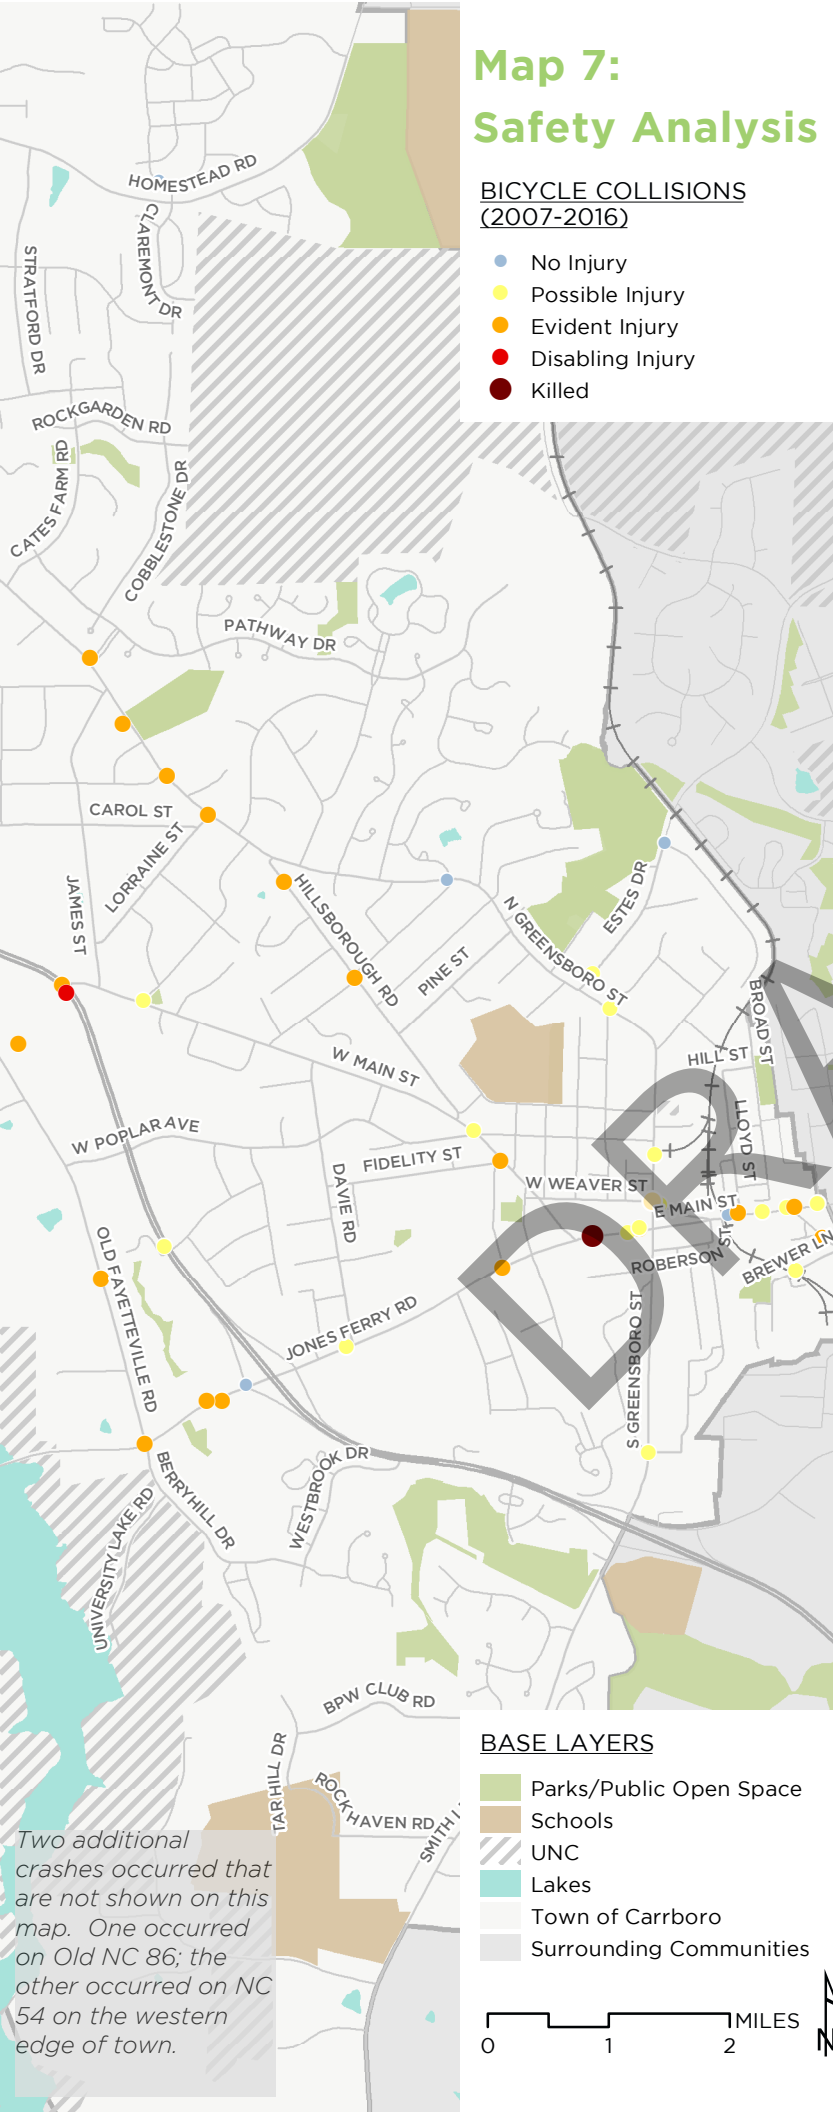 Map 7:
Safety Analysis
BICYCLE COLLISIONS
(2007-2016)
No Injury
Possible Injury
Evident Injury
Disabling Injury
Killed
HOMESTEAD RD
CLAREMONT DR
STRATFORD DR
ROCKGARDEN RD
CATES FARM RD
COBBLESTONE DR
PATHWAY DR
CAROL ST
LORRAINE ST
JAMES ST
HILLSBOROUGH RD
PINE ST
N GREENSBORO ST
ESTES DR
BROAD ST
HILL ST
LLOYD ST
W MAIN ST
W POPLAR AVE
FIDELITY ST
DAVIE RD
W WEAVER ST
E MAIN ST
ROBERSON ST
BREWER LN
OLD FAYETTEVILLE RD
JONES FERRY RD
S GREENSBORO ST
WESTBROOK DR
BERRYHILL DR
UNIVERSITY LAKE RD
BPW CLUB RD
TARHILL DR
ROCKHAVEN RD
SMITH L
Two additional
crashes occurred that
are not shown on this
map. One occurred
on Old NC 86; the
other occurred on NC
54 on the western
edge of town.
BASE LAYERS
Parks/Public Open Space
Schools
UNC
Lakes
Town of Carrboro
Surrounding Communities
MILES
0 1 2
N
DRA